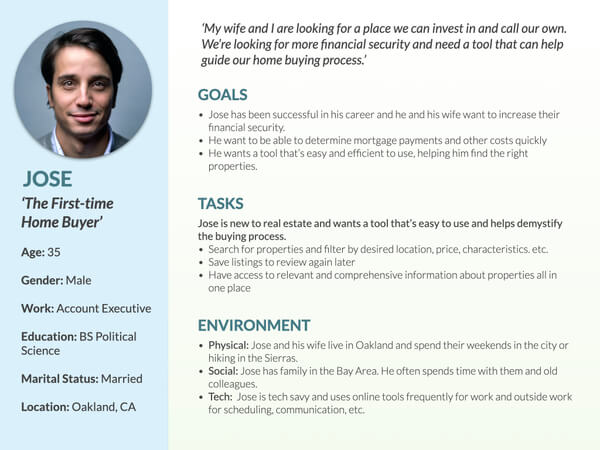 JOSE
‘The First-time
Home Buyer’
Age: 35
Gender: Male
Work: Account Executive
Education: BS Political
Science
Marital Status: Married
Location: Oakland, CA
‘My wife and I are looking for a place we can invest in and call our own.
We’re looking for more financial security and need a tool that can help
guide our home buying process.’
GOALS
• Jose has been successful in his career and he and his wife want to increase their
financial security.
• He want to be able to determine mortgage payments and other costs quickly
• He wants a tool that’s easy and efficient to use, helping him find the right
properties.
TASKS
Jose is new to real estate and wants a tool that’s easy to use and helps demystify
the buying process.
• Search for properties and filter by desired location, price, characteristics. etc.
• Save listings to review again later
• Have access to relevant and comprehensive information about properties all in
one place
ENVIRONMENT
• Physical: Jose and his wife live in Oakland and spend their weekends in the city or
hiking in the Sierras.
• Social: Jose has family in the Bay Area. He often spends time with them and old
colleagues.
• Tech: Jose is tech savy and uses online tools frequently for work and outside work
for scheduling, communication, etc.